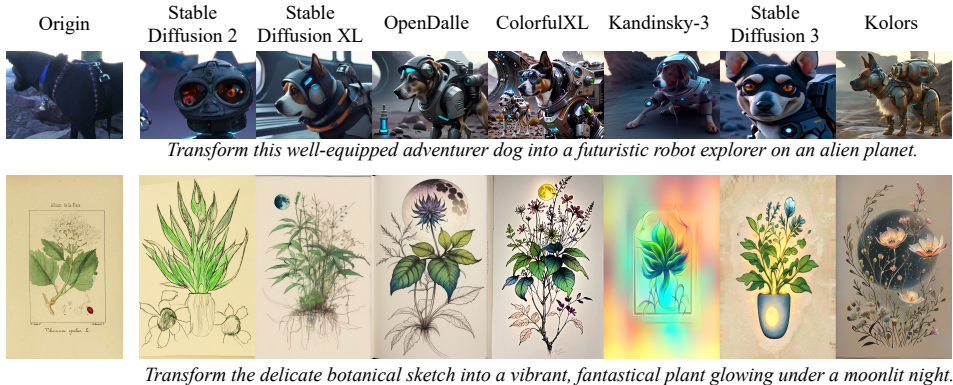 Origin
Stable
Diffusion 2
Stable
Diffusion XL
OpenDalle
ColorfulXL
Kandinsky-3
Stable
Diffusion 3
Kolors
Transform this well-equipped adventurer dog into a futuristic robot explorer on an alien planet.
Transform the delicate botanical sketch into a vibrant, fantastical plant glowing under a moonlit night.